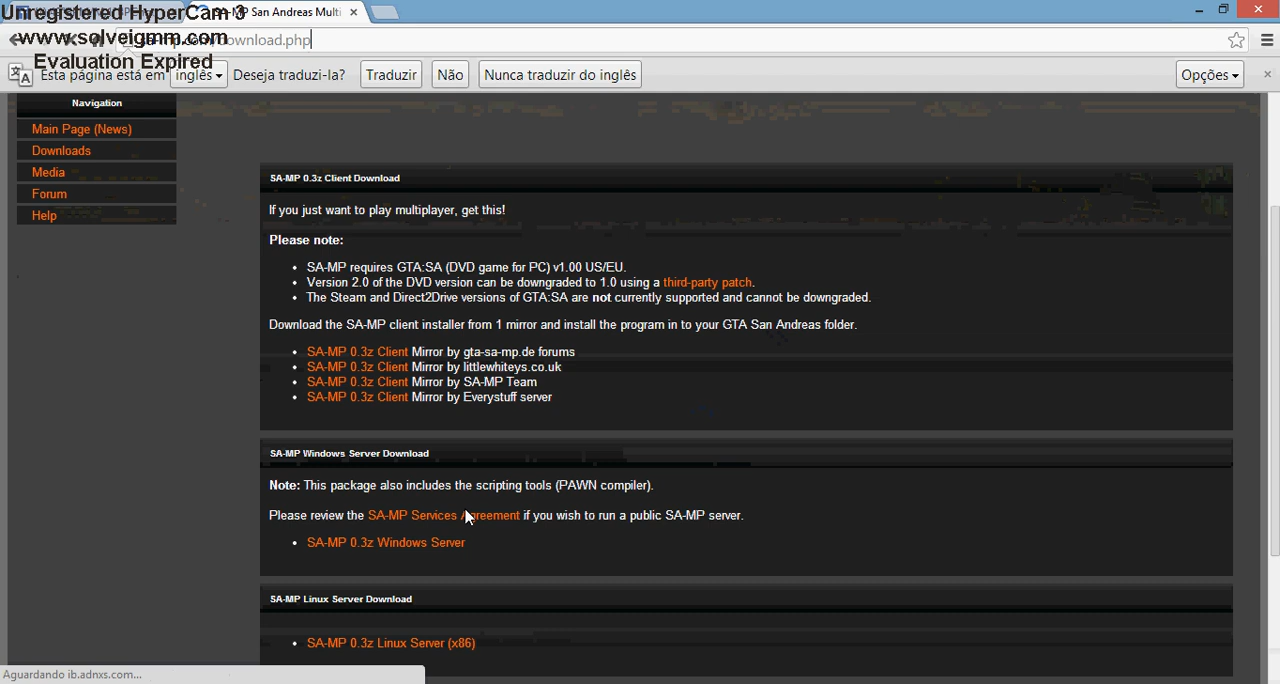 Unregistered HyperCam 3
SA-MP San Andreas Multi
www.solveigmm.com
download.php
Evaluation Expired
Esta página está em inglês Deseja traduzi-la? Traduzir Não Nunca traduzir do inglês Opções
Navigation
Main Page (News)
Downloads
Media
Forum
Help
SA-MP 0.3z Client Download
If you just want to play multiplayer, get this!
Please note:
• SA-MP requires GTA:SA (DVD game for PC) v1.00 US/EU.
• Version 2.0 of the DVD version can be downgraded to 1.0 using a third-party patch.
• The Steam and Direct2Drive versions of GTA:SA are not currently supported and cannot be downgraded.
Download the SA-MP client installer from 1 mirror and install the program in to your GTA San Andreas folder.
• SA-MP 0.3z Client Mirror by gta-sa-mp.de forums
• SA-MP 0.3z Client Mirror by littlewhiteys.co.uk
• SA-MP 0.3z Client Mirror by SA-MP Team
• SA-MP 0.3z Client Mirror by Everystuff server
SA-MP Windows Server Download
Note: This package also includes the scripting tools (PAWN compiler).
Please review the SA-MP Services Agreement if you wish to run a public SA-MP server.
• SA-MP 0.3z Windows Server
SA-MP Linux Server Download
• SA-MP 0.3z Linux Server (x86)
Aguardando ib.adnxs.com...